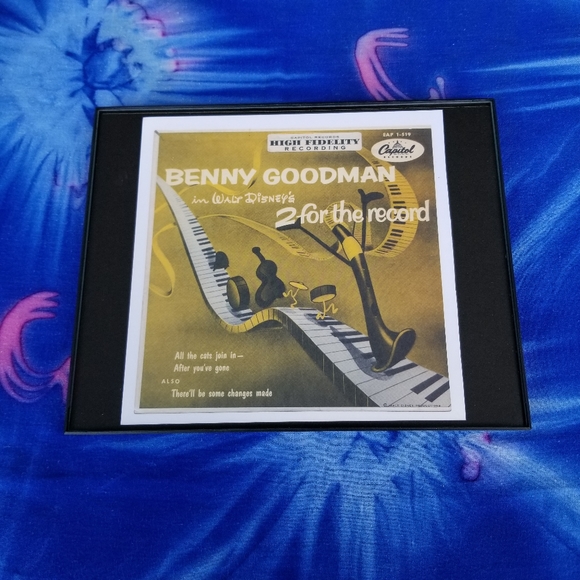 CAPITOL RECORDS
HIGH FIDELITY
RECORDING
EAP 1-519
Capitol
RECORDS
BENNY GOODMAN
in Walt Disney's
2 for the record
All the cats join in—
After you've gone
ALSO
There'll be some changes made